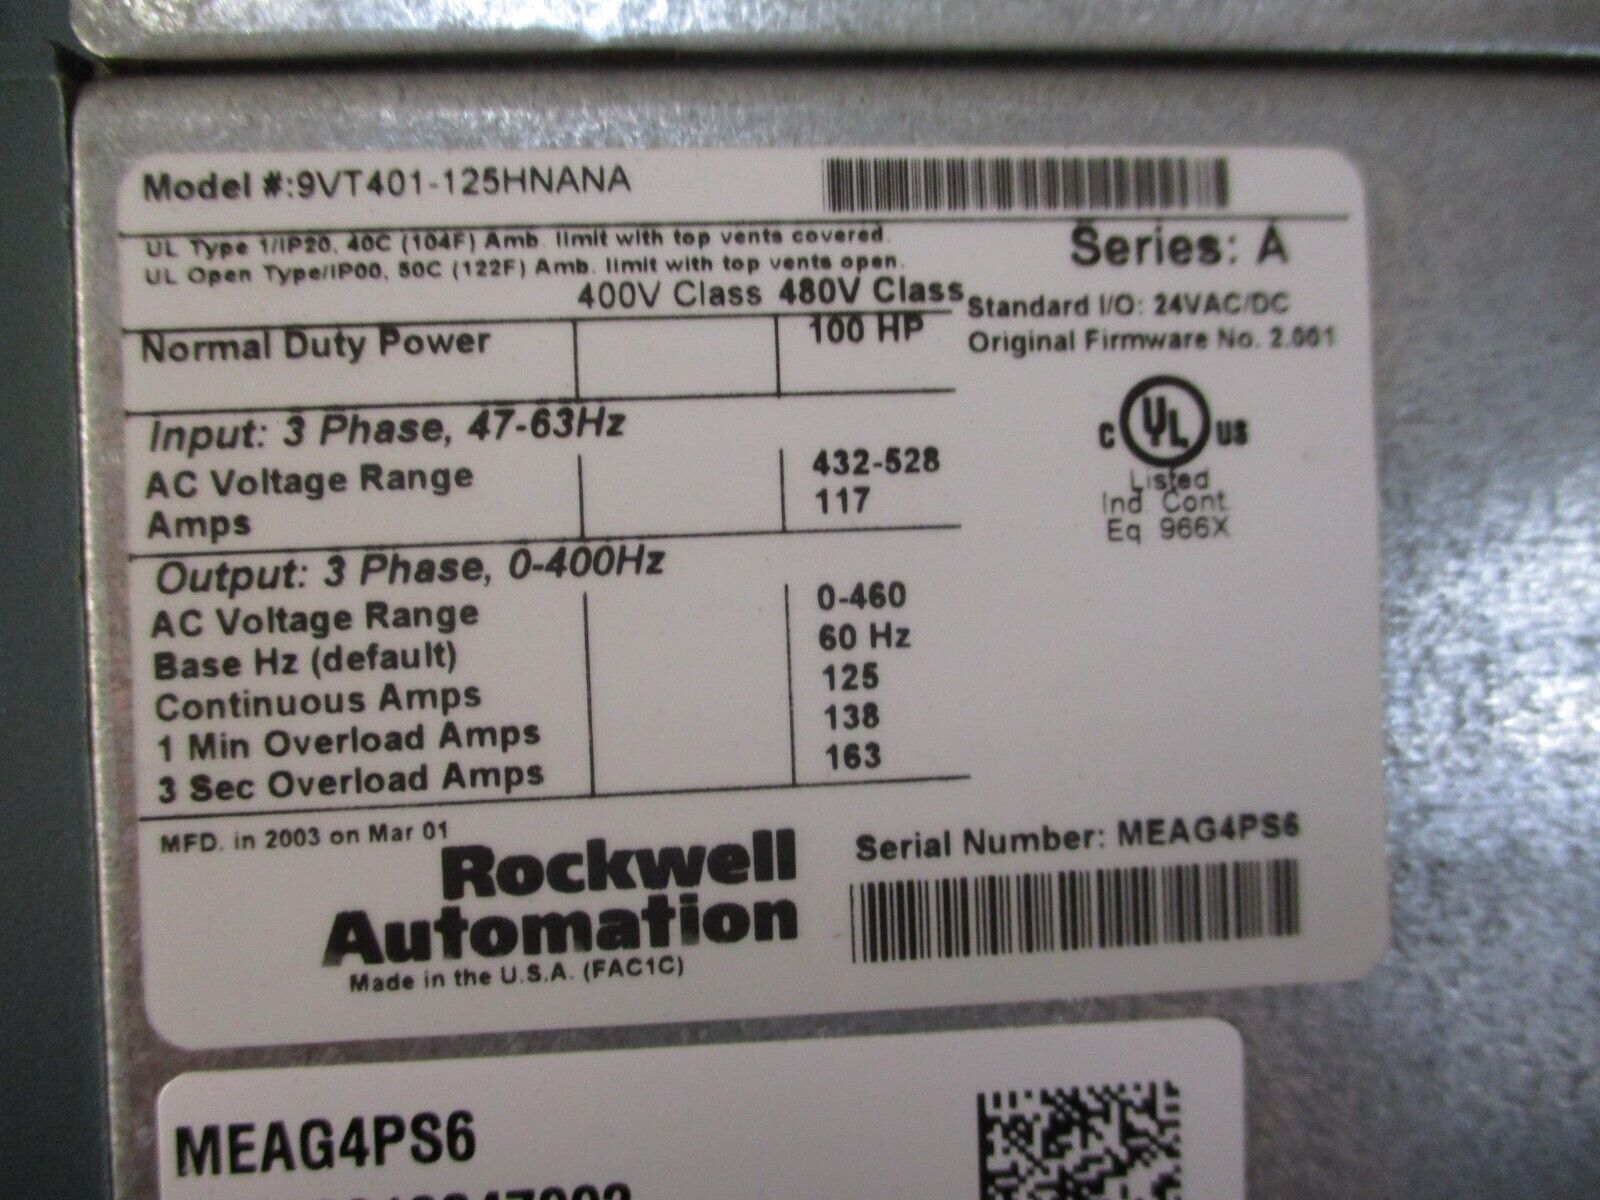 Model #:9VT401-125HNANA
UL Type 1/IP20, 40C (104F) Amb. limit with top vents covered.
UL Open Type/IP00, 50C (122F) Amb. limit with top vents open.
Series: A
400V Class 480V Class
Standard I/O: 24VAC/DC
Normal Duty Power 100 HP
Original Firmware No. 2.001
Input: 3 Phase, 47-63Hz
AC Voltage Range 432-528
Amps 117
C UL US
Listed
Ind. Cont.
Eq. 966X
Output: 3 Phase, 0-400Hz
AC Voltage Range 0-460
Base Hz (default) 60 Hz
Continuous Amps 125
1 Min Overload Amps 138
3 Sec Overload Amps 163
MFD. in 2003 on Mar 01
Rockwell
Automation
Made in the U.S.A. (FAC1C)
Serial Number: MEAG4PS6
MEAG4PS6